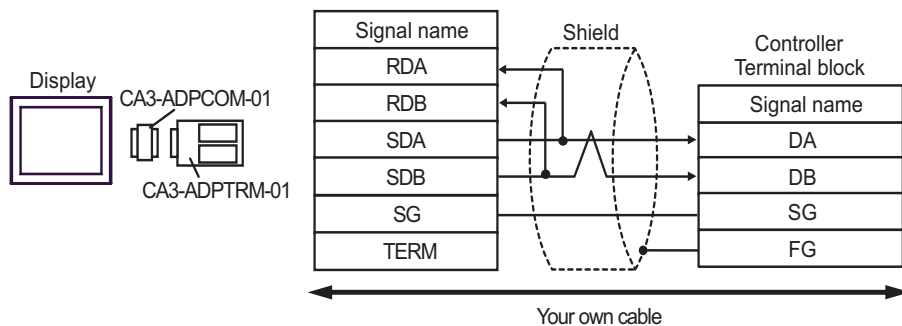 Display
CA3-ADPCOM-01
CA3-ADPTRM-01
Signal name
RDA
RDB
SDA
SDB
SG
TERM
Shield
Controller
Terminal block
Signal name
DA
DB
SG
FG
Your own cable